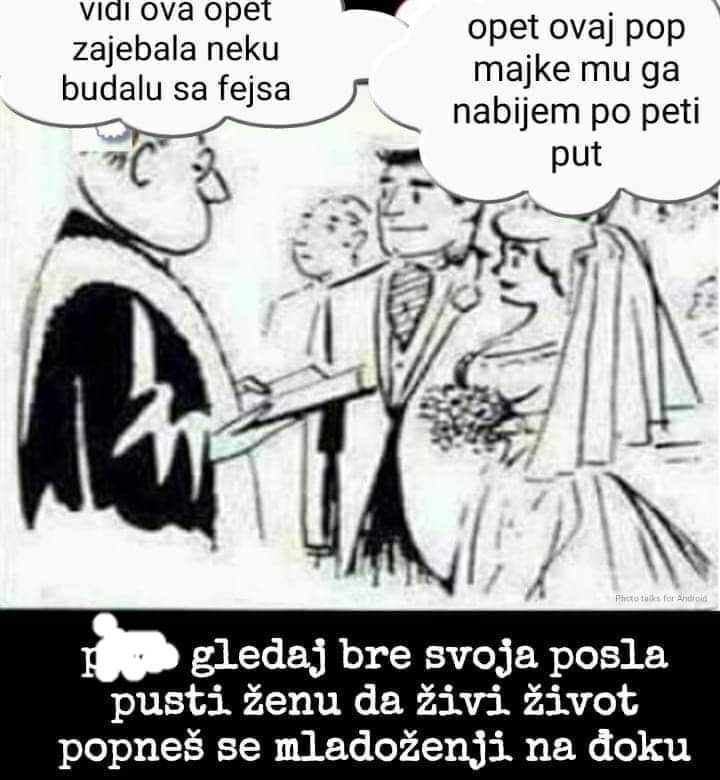 vidi ova opet
zajebala neku
budalu sa fejsa
opet ovaj pop
majke mu ga
nabijem po peti
put
Photo talks for Android
gledaj bre svoja posla
pusti ženu da živi život
popneš se mladoženji na đoku